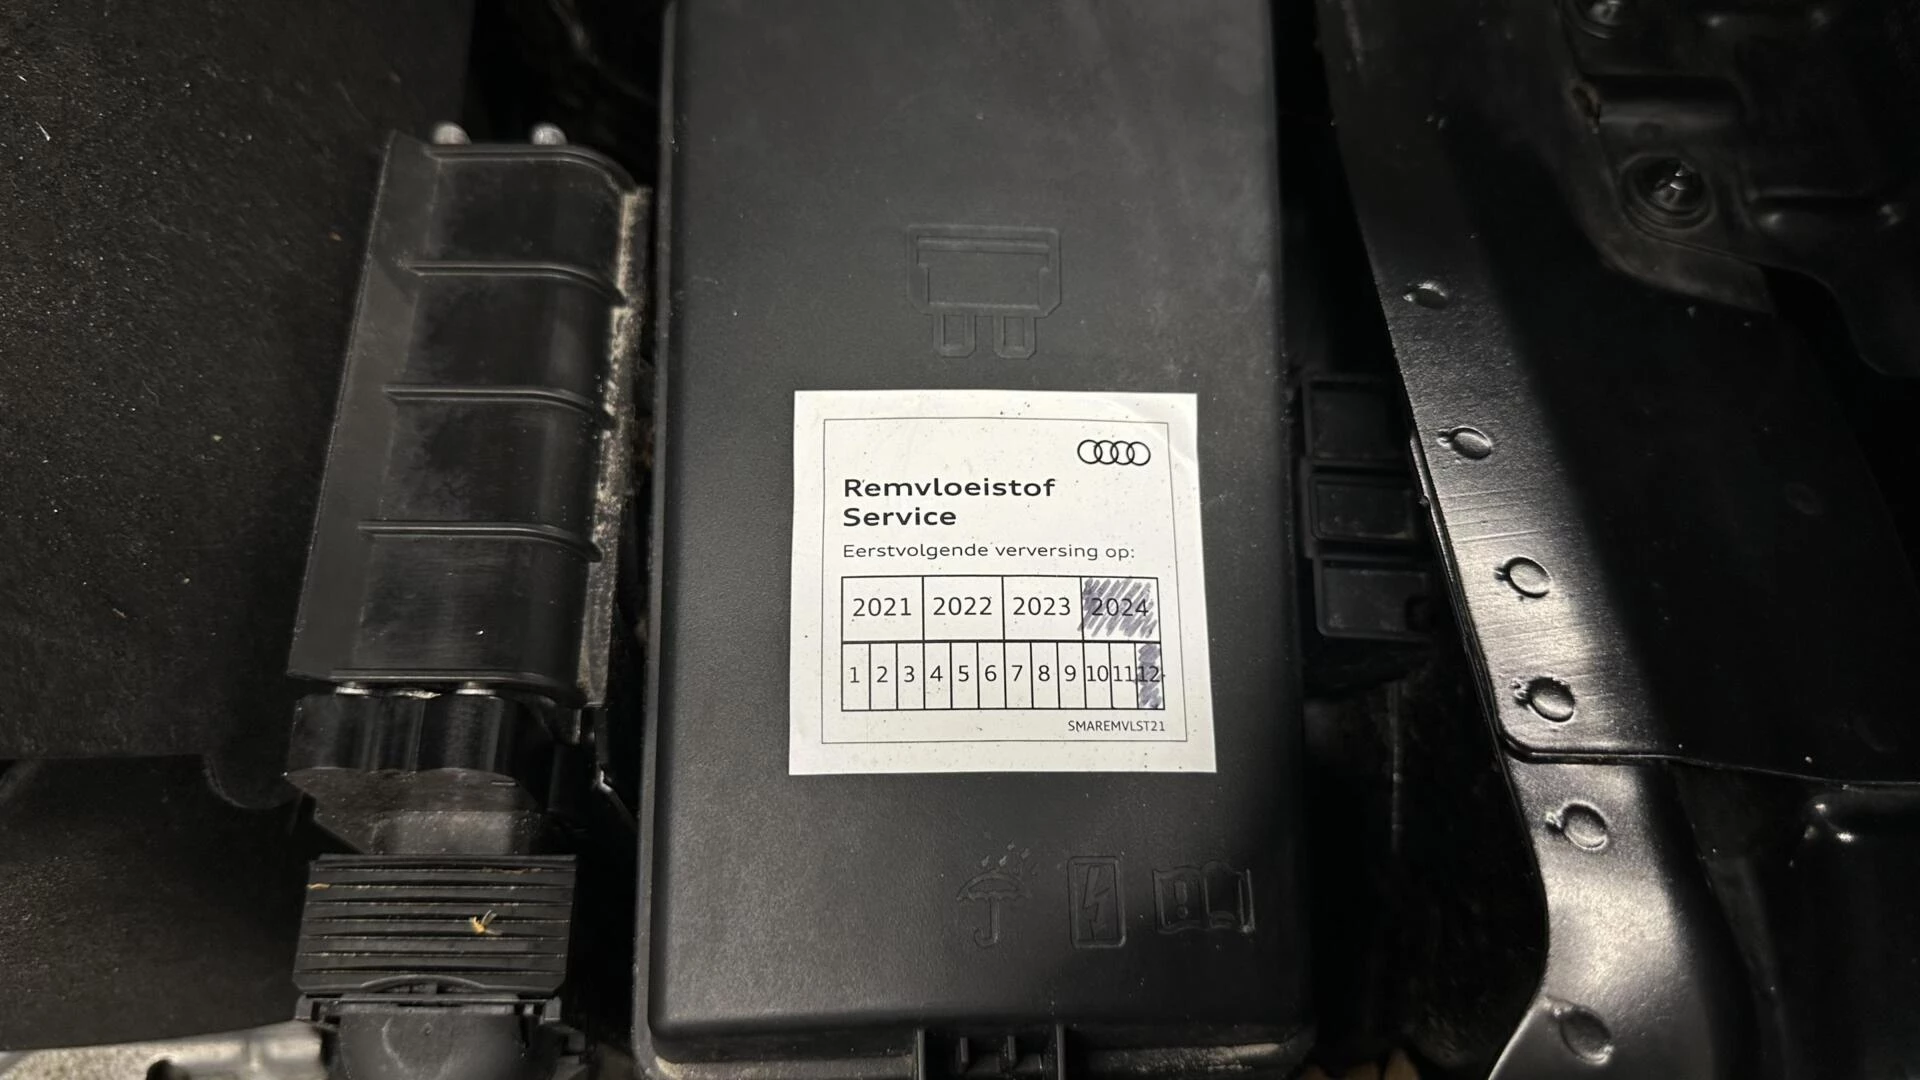 Remvloeistof
Service
Eerstvolgende verversing op:
2021 2022 2023 2024
1 2 3 4 5 6 7 8 9 10 11 12
SMAREMVLST21